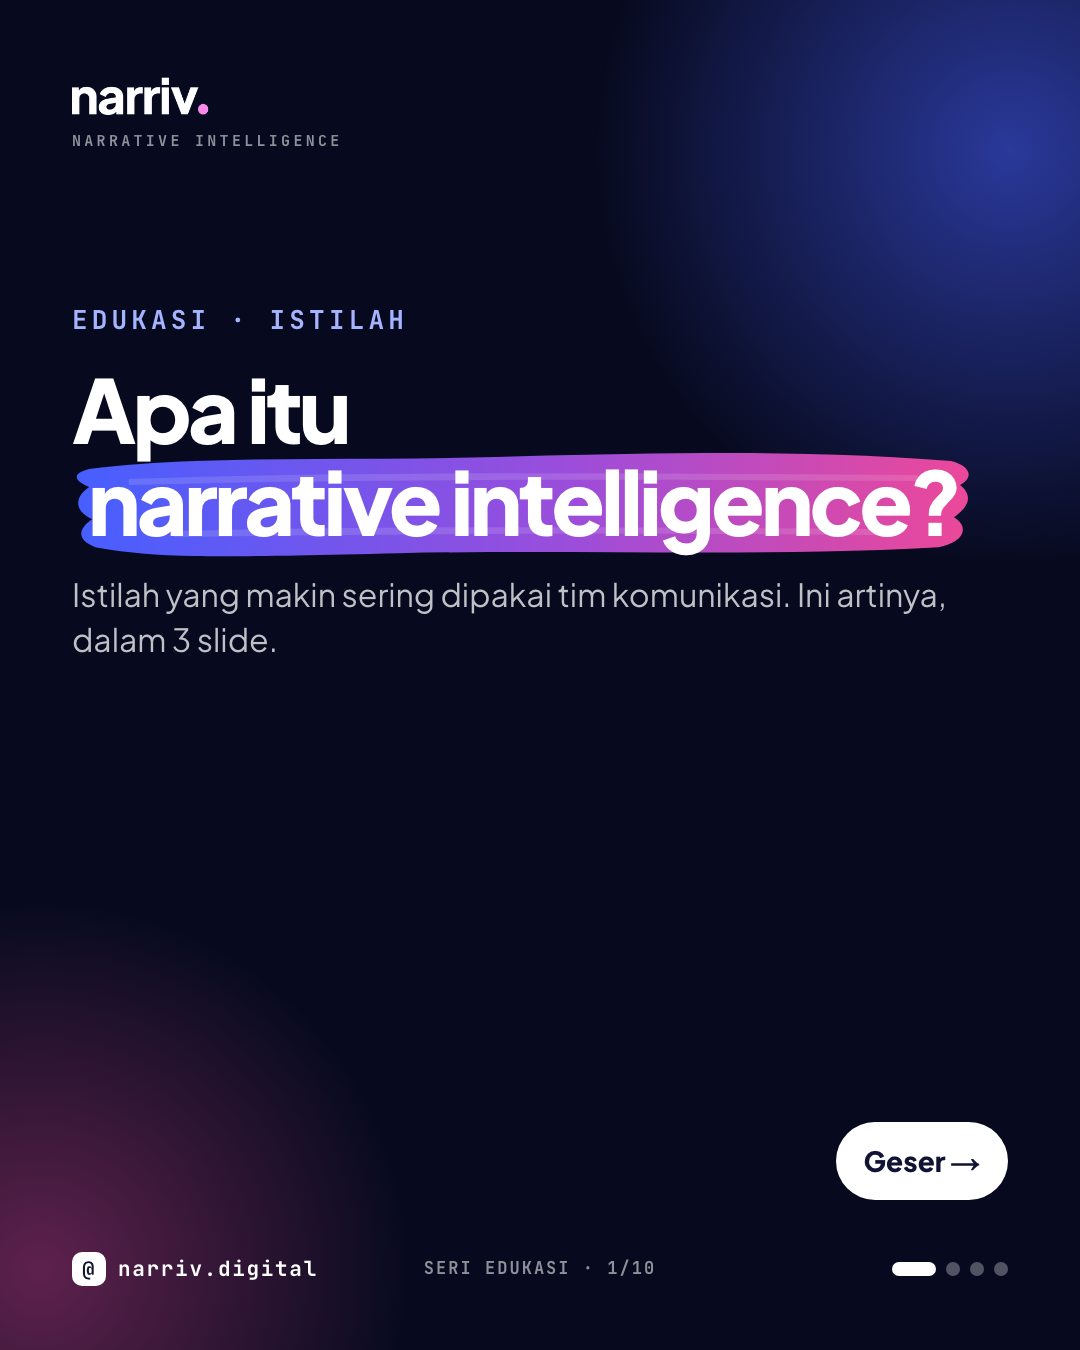 narriv.
NARRATIVE INTELLIGENCE
EDUKASI · ISTILAH
Apa itu
narrative intelligence?
Istilah yang makin sering dipakai tim komunikasi. Ini artinya,
dalam 3 slide.
Geser →
@ narriv.digital
SERI EDUKASI · 1/10